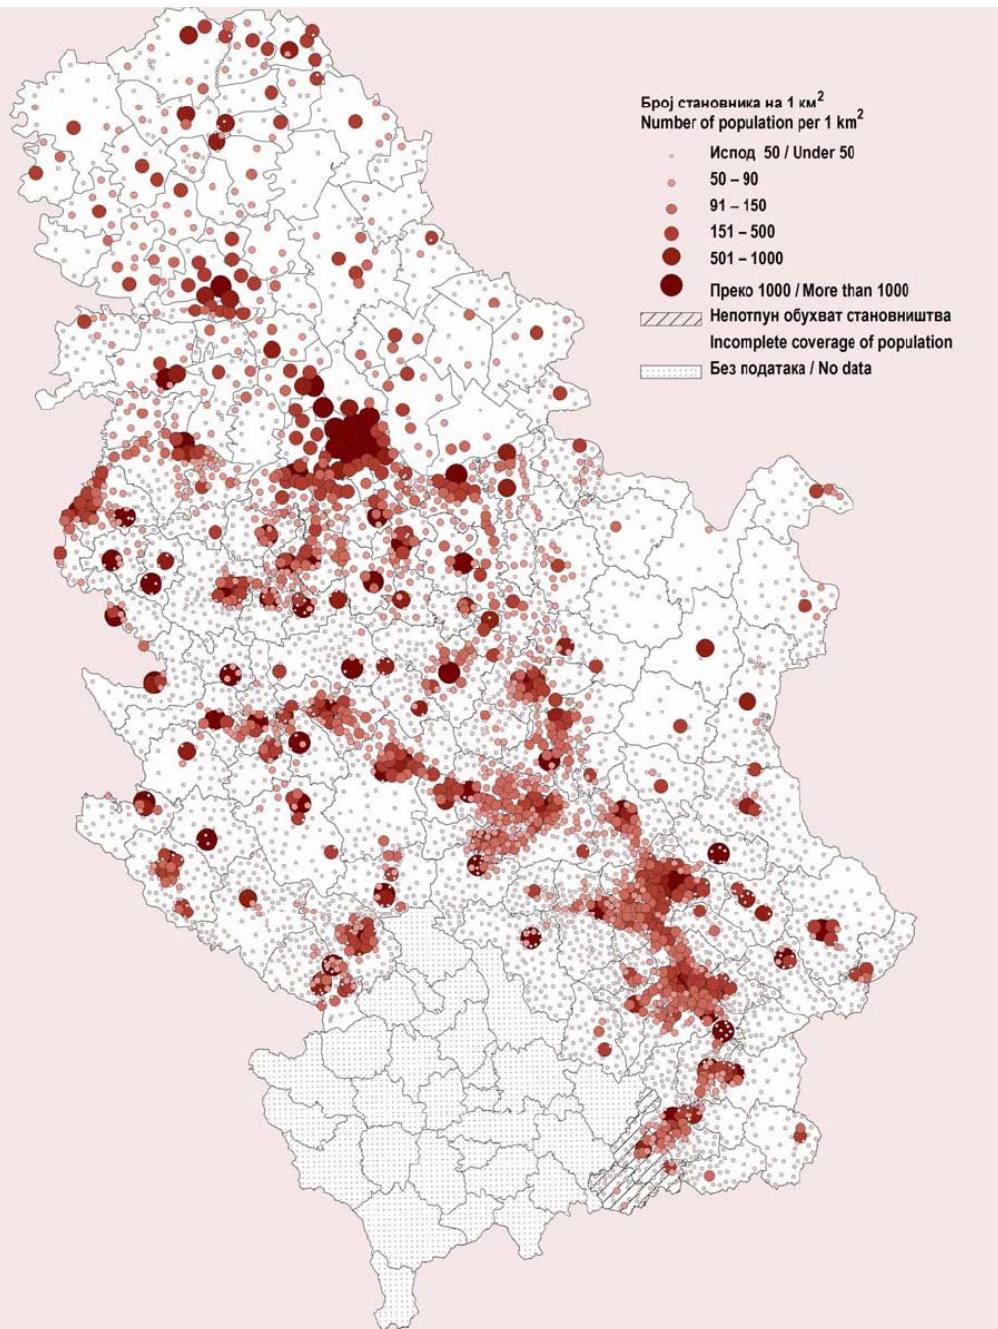 Број становника на 1 км²
Number of population per 1 km²
Испод 50 / Under 50
50 – 90
91 – 150
151 – 500
501 – 1000
Преко 1000 / More than 1000
Непотпун обухват становништва
Incomplete coverage of population
Без података / No data